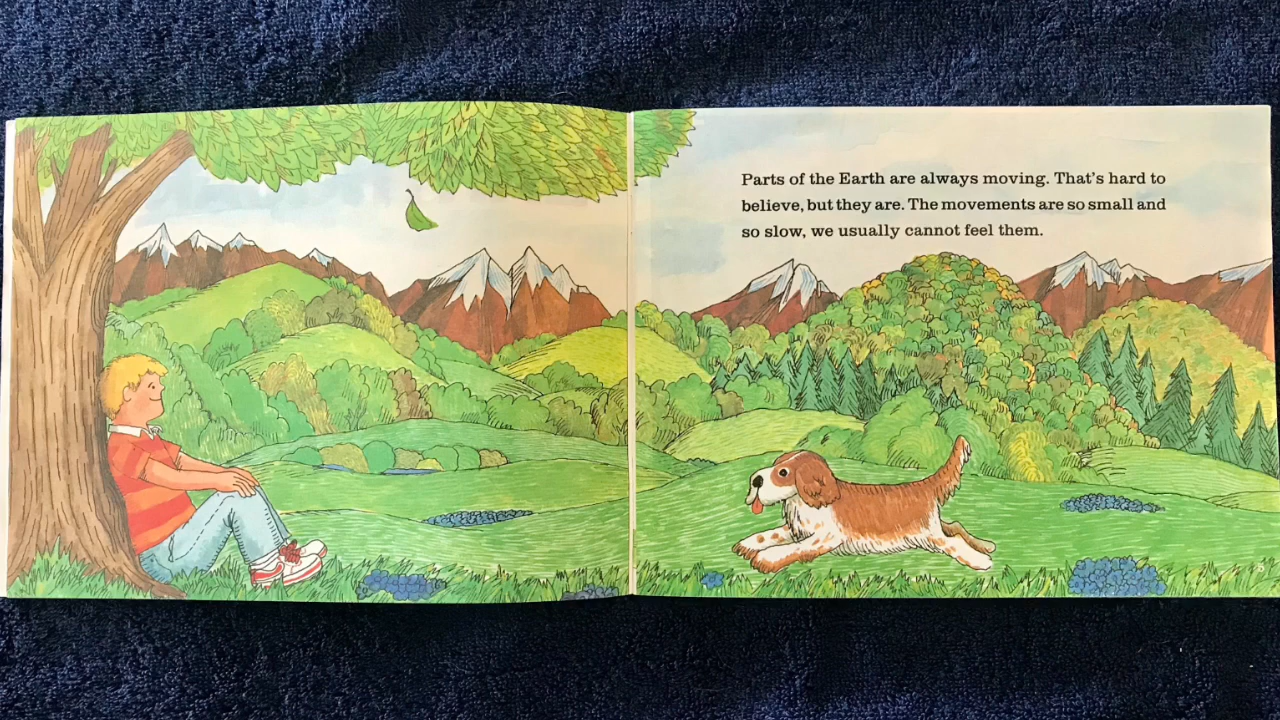 Parts of the Earth are always moving. That's hard to
believe, but they are. The movements are so small and
so slow, we usually cannot feel them.